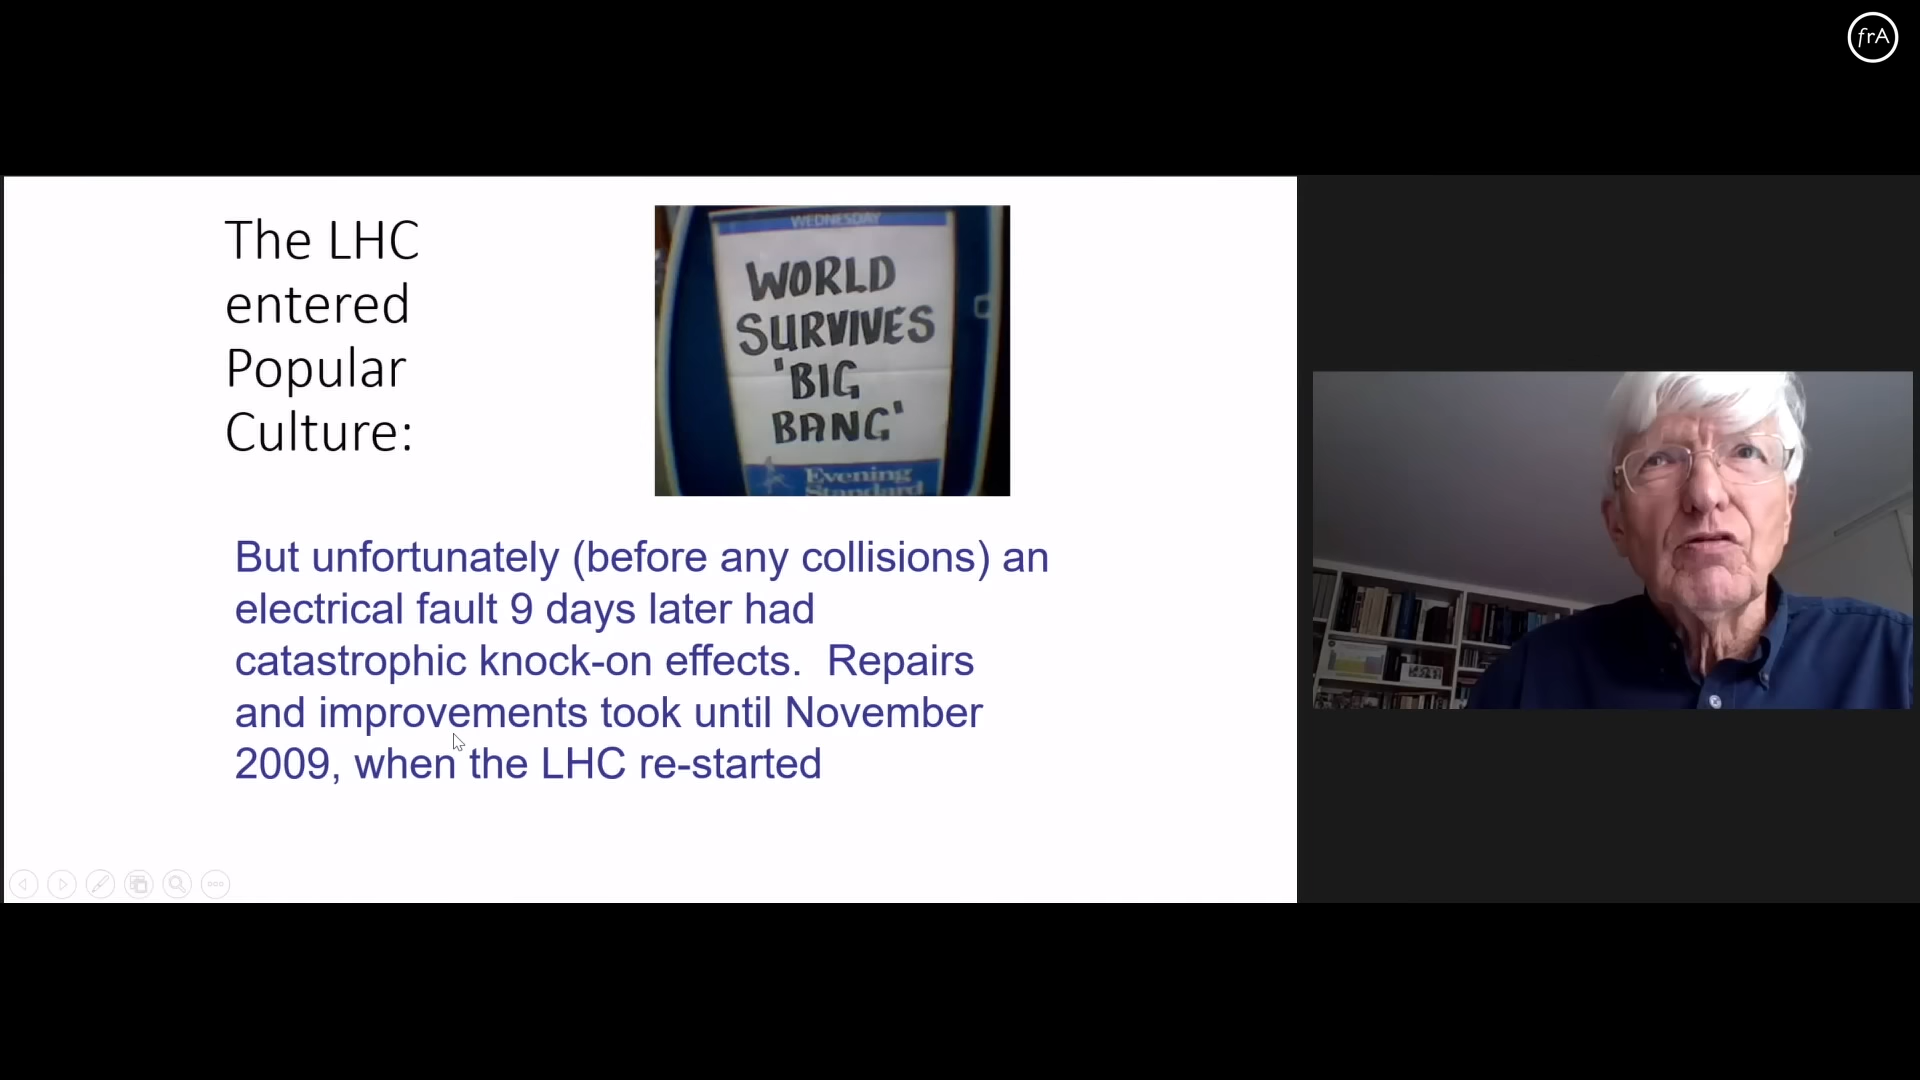 frA
The LHC
entered
Popular
Culture:
WEDNESDAY
WORLD
SURVIVES
'BIG
BANG'
Evening
Standard
But unfortunately (before any collisions) an
electrical fault 9 days later had
catastrophic knock-on effects.  Repairs
and improvements took until November
2009, when the LHC re-started